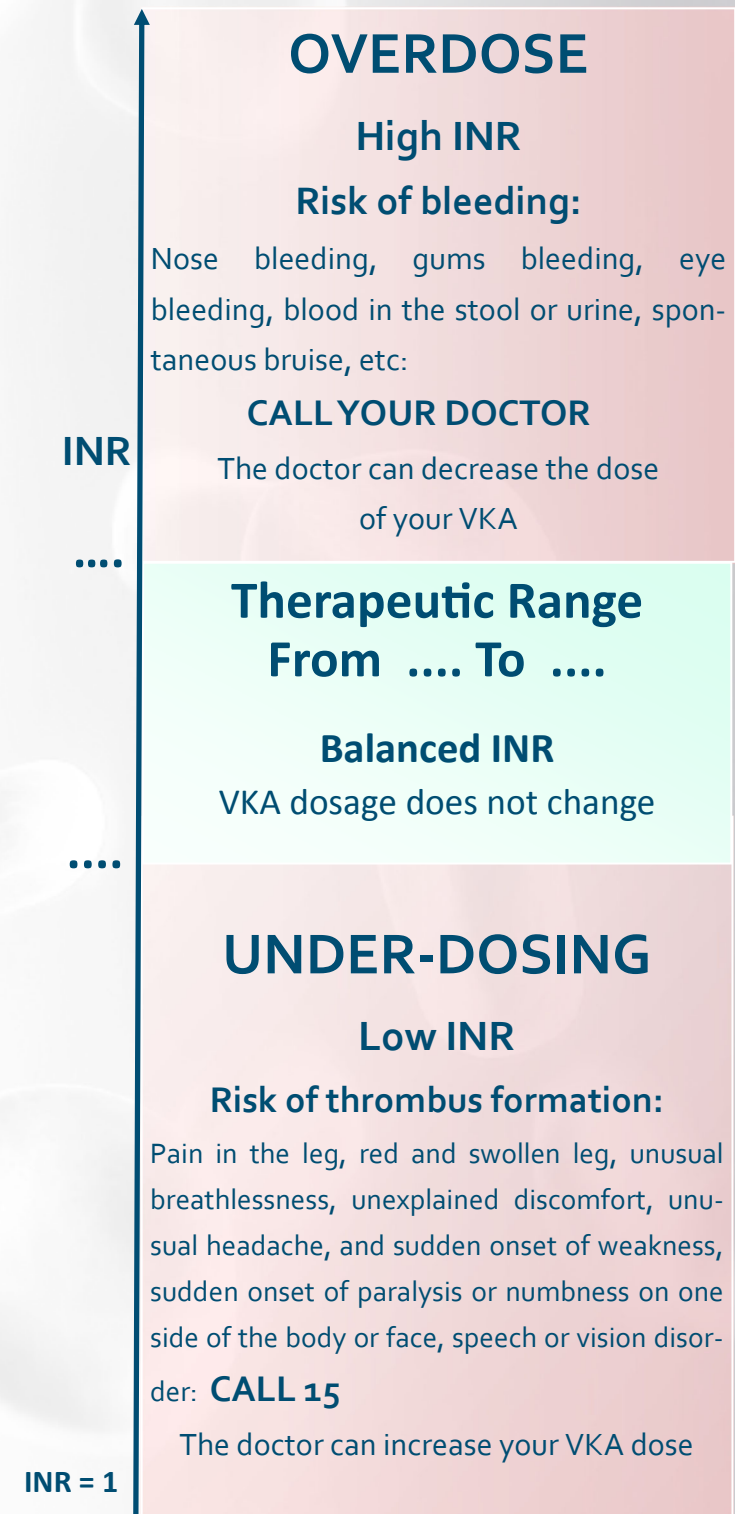 OVERDOSE
High INR
Risk of bleeding:
Nose bleeding, gums bleeding, eye
bleeding, blood in the stool or urine, spon-
taneous bruise, etc:
CALL YOUR DOCTOR
INR
The doctor can decrease the dose
of your VKA
....
Therapeutic Range
From .... To ....
Balanced INR
VKA dosage does not change
....
UNDER-DOSING
Low INR
Risk of thrombus formation:
Pain in the leg, red and swollen leg, unusual
breathlessness, unexplained discomfort, unu-
sual headache, and sudden onset of weakness,
sudden onset of paralysis or numbness on one
side of the body or face, speech or vision disor-
der: CALL 15
The doctor can increase your VKA dose
INR = 1